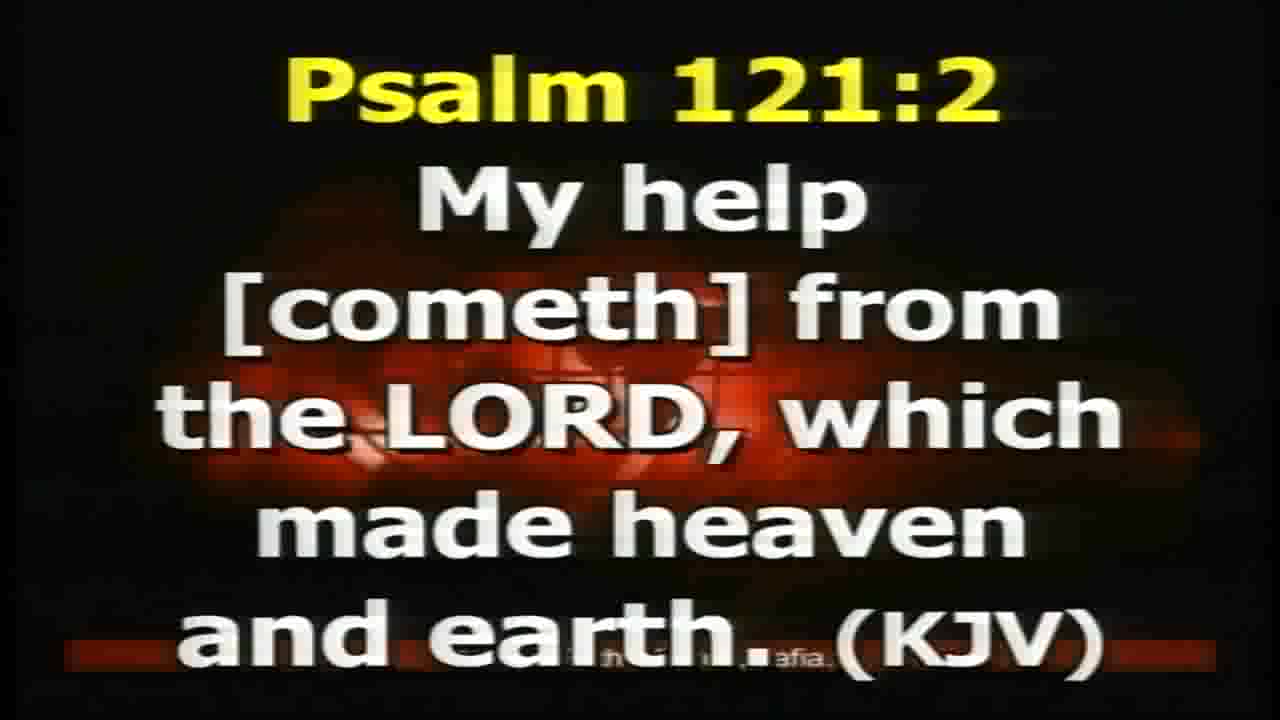 Psalm 121:2
My help
[cometh] from
the LORD, which
made heaven
and earth. (KJV)